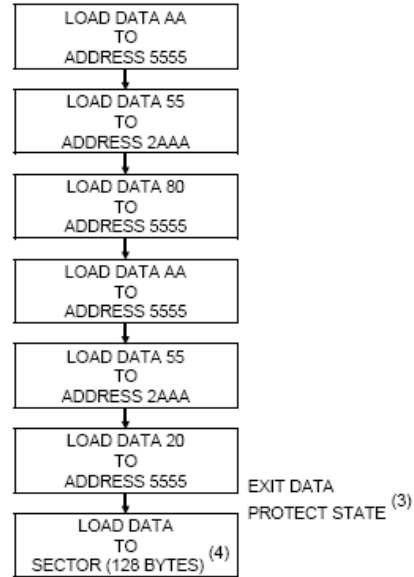 LOAD DATA AA
TO
ADDRESS 5555
LOAD DATA 55
TO
ADDRESS 2AAA
LOAD DATA 80
TO
ADDRESS 5555
LOAD DATA AA
TO
ADDRESS 5555
LOAD DATA 55
TO
ADDRESS 2AAA
LOAD DATA 20
TO
ADDRESS 5555
EXIT DATA
PROTECT STATE (3)
LOAD DATA
TO
SECTOR (128 BYTES) (4)